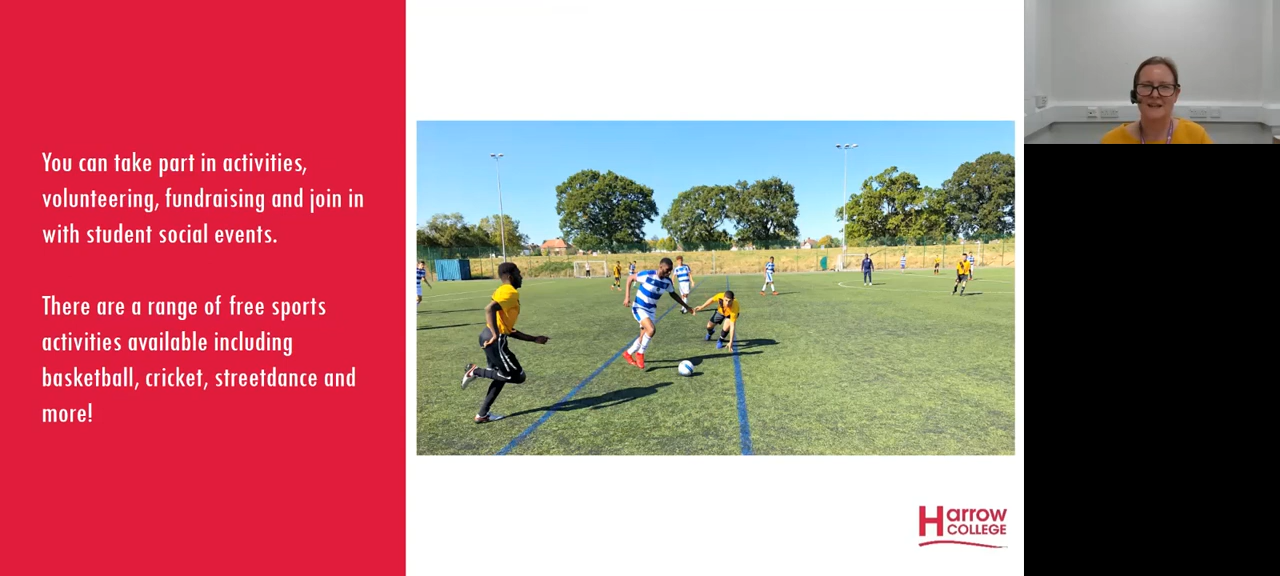 You can take part in activities,
volunteering, fundraising and join in
with student social events.
There are a range of free sports
activities available including
basketball, cricket, streetdance and
more!
Harrow
COLLEGE